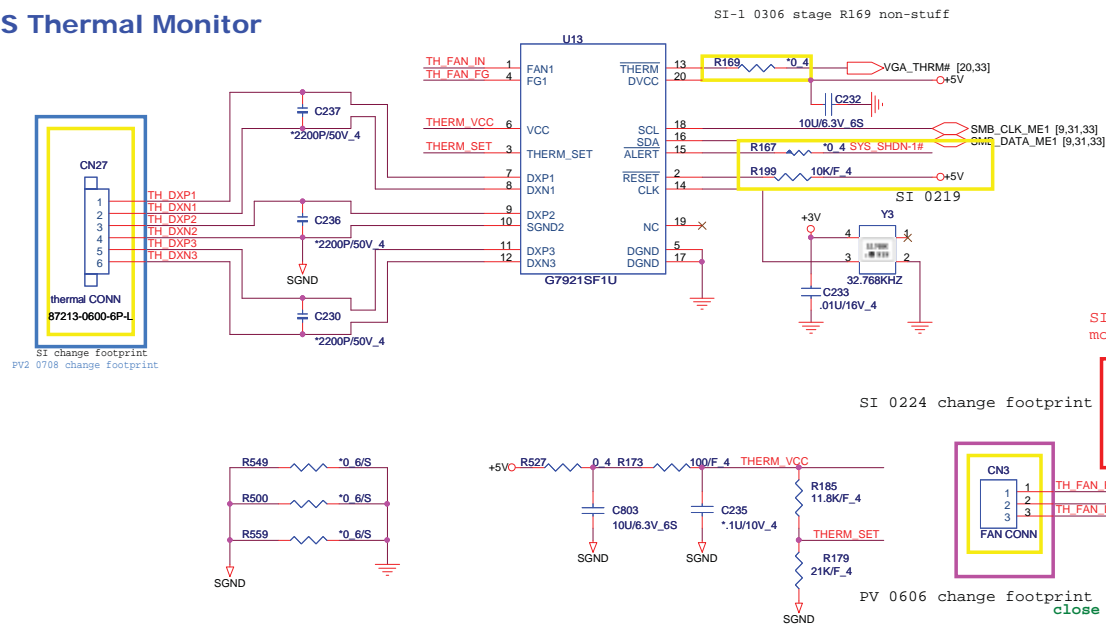 S Thermal Monitor
SI-1 0306 stage R169 non-stuff
U13
TH_FAN_IN 1 FAN1
TH_FAN_FG 4 FG1
THERM_VCC 6 VCC
THERM_SET 3 THERM_SET
7 DXP1
8 DXN1
9 DXP2
10 SGND2
11 DXP3
12 DXN3
THERM 13 R169 *0_4 VGA_THRM# [20,33]
DVCC 20 +5V
C232
10U/6.3V_6S
SCL 18 SMB_CLK_ME1 [9,31,33]
SDA 16 SMB_DATA_ME1 [9,31,33]
ALERT 15 R167 *0_4 SYS_SHDN-1#
RESET 2 R199 10K/F_4 +5V
CLK 14
SI 0219
NC 19
DGND 5
DGND 17
G7921SF1U
C237
*2200P/50V_4
C236
*2200P/50V_4
SGND
C230
*2200P/50V_4
CN27
1 TH_DXP1
2 TH_DXN1
3 TH_DXP2
4 TH_DXN2
5 TH_DXP3
6 TH_DXN3
thermal CONN
87213-0600-6P-L
SI change footprint
PV2 0708 change footprint
+3V
Y3
4 1
3 2
32.768KHZ
C233
.01U/16V_4
SI
SI 0224 change footprint
R549 *0_6/S
R500 *0_6/S
R559 *0_6/S
SGND
+5V R527 0_4 R173 100/F_4 THERM_VCC
C803
10U/6.3V_6S
SGND
C235
*.1U/10V_4
SGND
R185
11.8K/F_4
THERM_SET
R179
21K/F_4
SGND
CN3
1 1 TH_FAN_
2 2
3 3 TH_FAN_
FAN CONN
PV 0606 change footprint
close